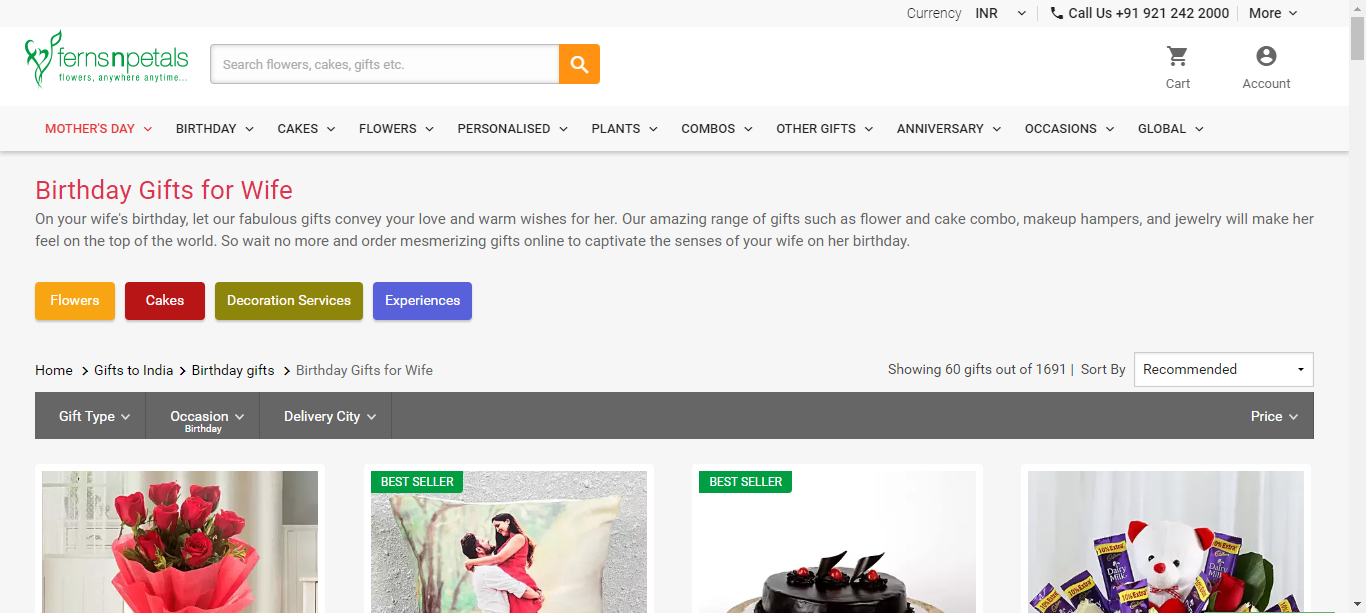 Currency INR Call Us +91 921 242 2000 More
fernsnpetals
flowers, anywhere anytime...
Search flowers, cakes, gifts etc.
Cart Account
MOTHER'S DAY BIRTHDAY CAKES FLOWERS PERSONALISED PLANTS COMBOS OTHER GIFTS ANNIVERSARY OCCASIONS GLOBAL
Birthday Gifts for Wife
On your wife's birthday, let our fabulous gifts convey your love and warm wishes for her. Our amazing range of gifts such as flower and cake combo, makeup hampers, and jewelry will make her
feel on the top of the world. So wait no more and order mesmerizing gifts online to captivate the senses of your wife on her birthday.
Flowers Cakes Decoration Services Experiences
Home > Gifts to India > Birthday gifts > Birthday Gifts for Wife Showing 60 gifts out of 1691 | Sort By Recommended
Gift Type Occasion Delivery City Price
Birthday
BEST SELLER BEST SELLER
10% Extra 10% Extra
Dairy Milk Dairy Milk
10% Extra 10% Extra